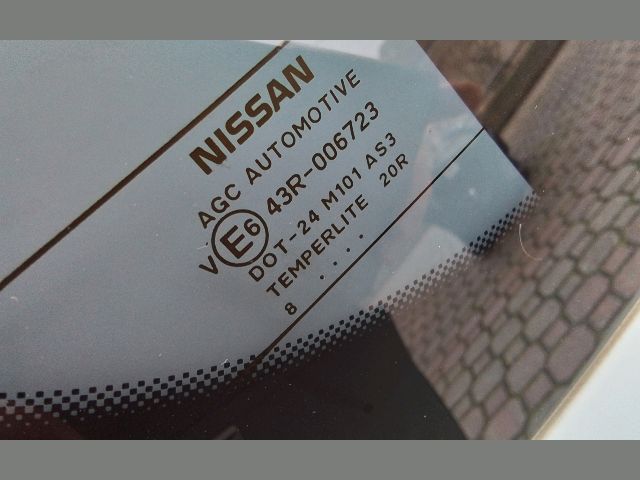 NISSAN
AGC AUTOMOTIVE
V E6 43R-006723
DOT-24 M101 AS3
TEMPERLITE 20R
8 ....